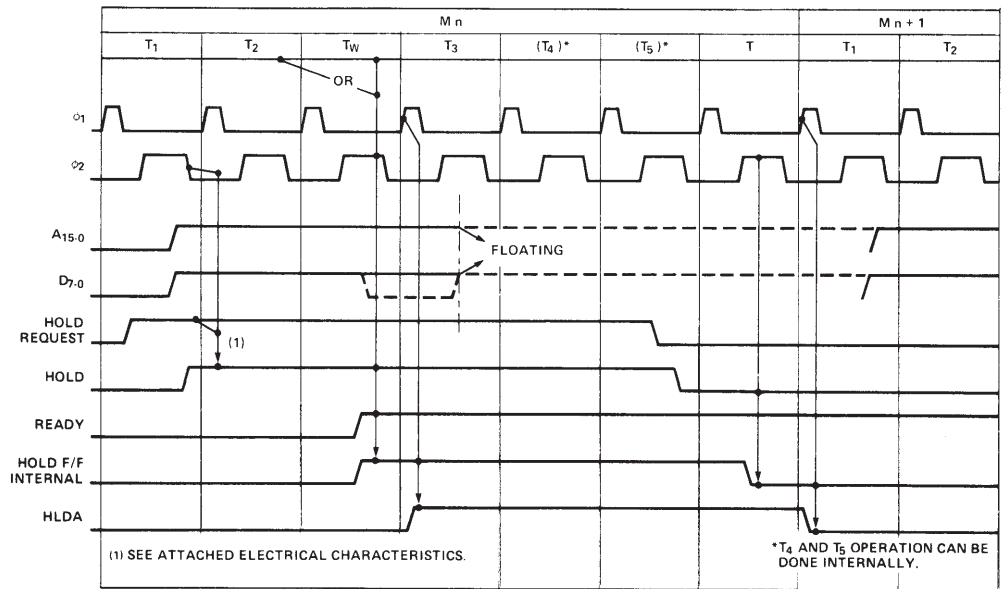 Mn Mn+1
T1 T2 TW T3 (T4)* (T5)* T T1 T2
OR
φ1
φ2
A15-0
FLOATING
D7-0
HOLD
REQUEST
(1)
HOLD
READY
HOLD F/F
INTERNAL
HLDA
(1) SEE ATTACHED ELECTRICAL CHARACTERISTICS.
*T4 AND T5 OPERATION CAN BE
DONE INTERNALLY.